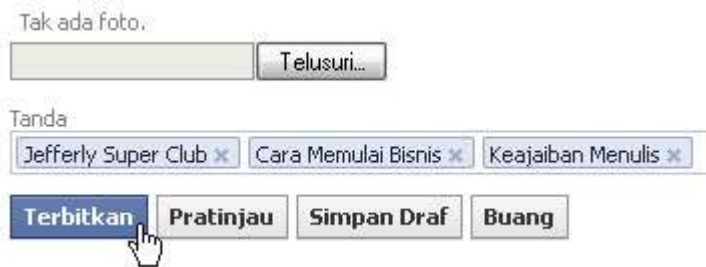 Tak ada foto.
Telusuri...
Tanda
Jefferly Super Club × Cara Memulai Bisnis × Keajaiban Menulis ×
Terbitkan Pratinjau Simpan Draf Buang